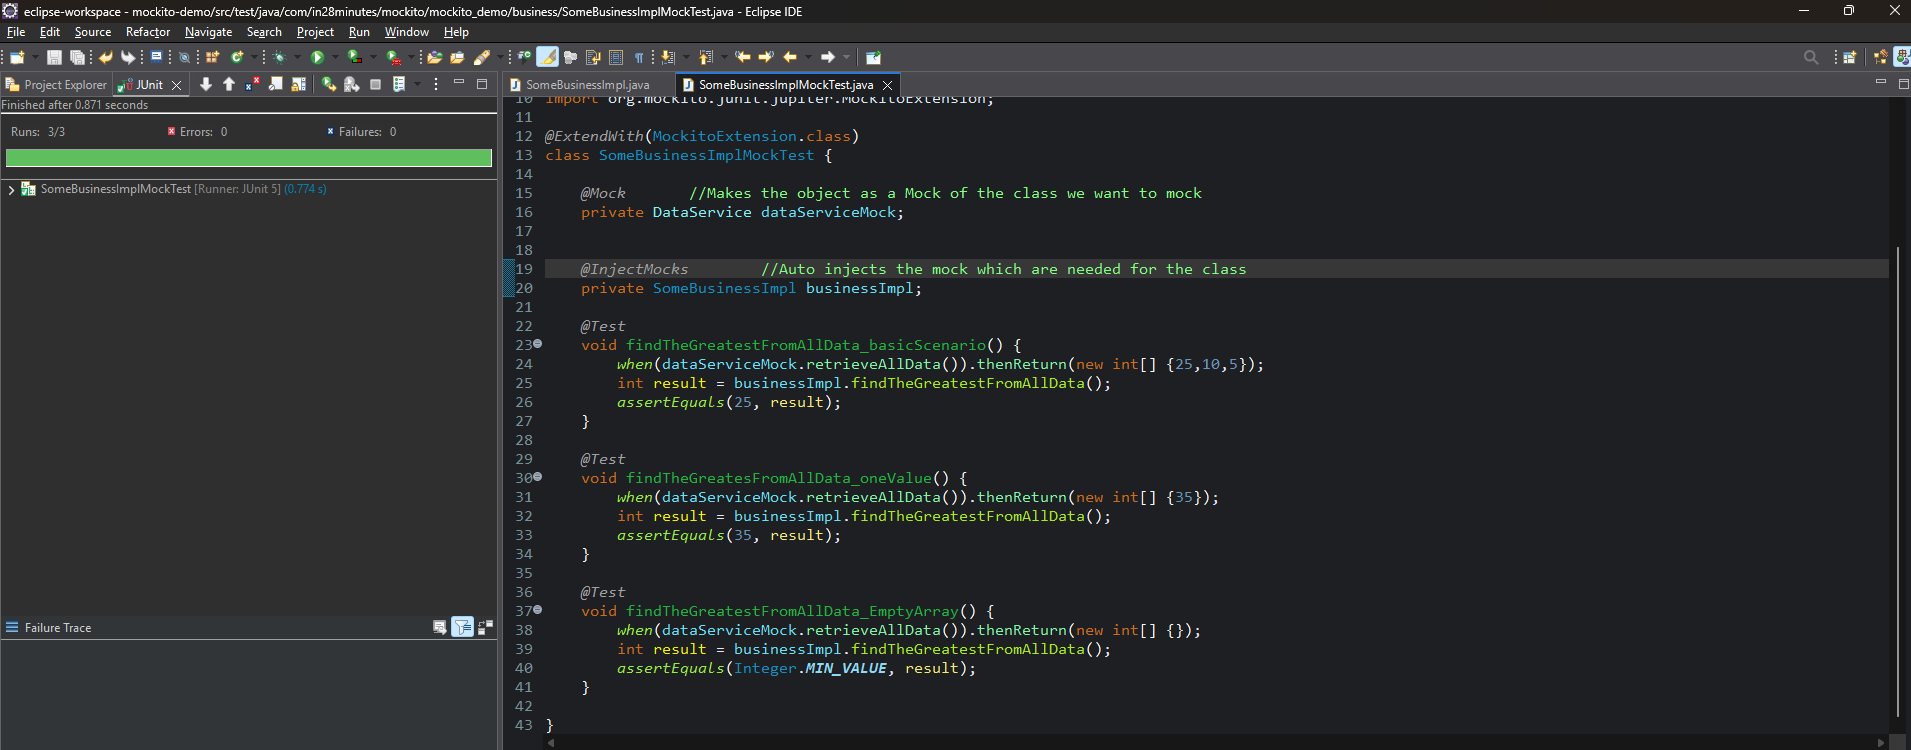 eclipse-workspace - mockito-demo/src/test/java/com/in28minutes/mockito/mockito_demo/business/SomeBusinessImplMockTest.java - Eclipse IDE
File Edit Source Refactor Navigate Search Project Run Window Help
Project Explorer JUnit
Finished after 0.871 seconds
Runs: 3/3 Errors: 0 Failures: 0
SomeBusinessImplMockTest [Runner: JUnit 5] (0.774 s)
Failure Trace
SomeBusinessImpl.java SomeBusinessImplMockTest.java
10 import org.mockito.junit.jupiter.MockitoExtension;
11
12 @ExtendWith(MockitoExtension.class)
13 class SomeBusinessImplMockTest {
14
15 @Mock //Makes the object as a Mock of the class we want to mock
16 private DataService dataServiceMock;
17
18
19 @InjectMocks //Auto injects the mock which are needed for the class
20 private SomeBusinessImpl businessImpl;
21
22 @Test
23 void findTheGreatestFromAllData_basicScenario() {
24 when(dataServiceMock.retrieveAllData()).thenReturn(new int[] {25,10,5});
25 int result = businessImpl.findTheGreatestFromAllData();
26 assertEquals(25, result);
27 }
28
29 @Test
30 void findTheGreatesFromAllData_oneValue() {
31 when(dataServiceMock.retrieveAllData()).thenReturn(new int[] {35});
32 int result = businessImpl.findTheGreatestFromAllData();
33 assertEquals(35, result);
34 }
35
36 @Test
37 void findTheGreatestFromAllData_EmptyArray() {
38 when(dataServiceMock.retrieveAllData()).thenReturn(new int[] {});
39 int result = businessImpl.findTheGreatestFromAllData();
40 assertEquals(Integer.MIN_VALUE, result);
41 }
42
43 }